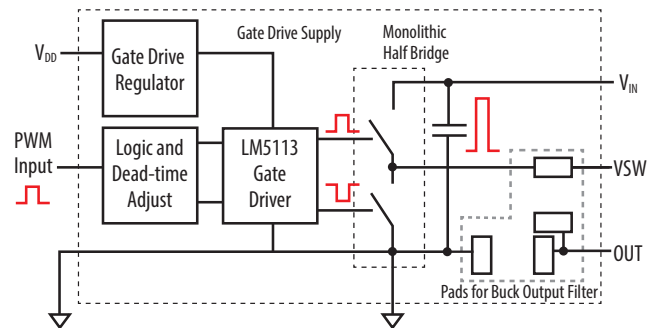 Gate Drive Supply
Monolithic
Half Bridge
VDD
Gate Drive
Regulator
VIN
PWM
Input
Logic and
Dead-time
Adjust
LM5113
Gate
Driver
VSW
OUT
Pads for Buck Output Filter